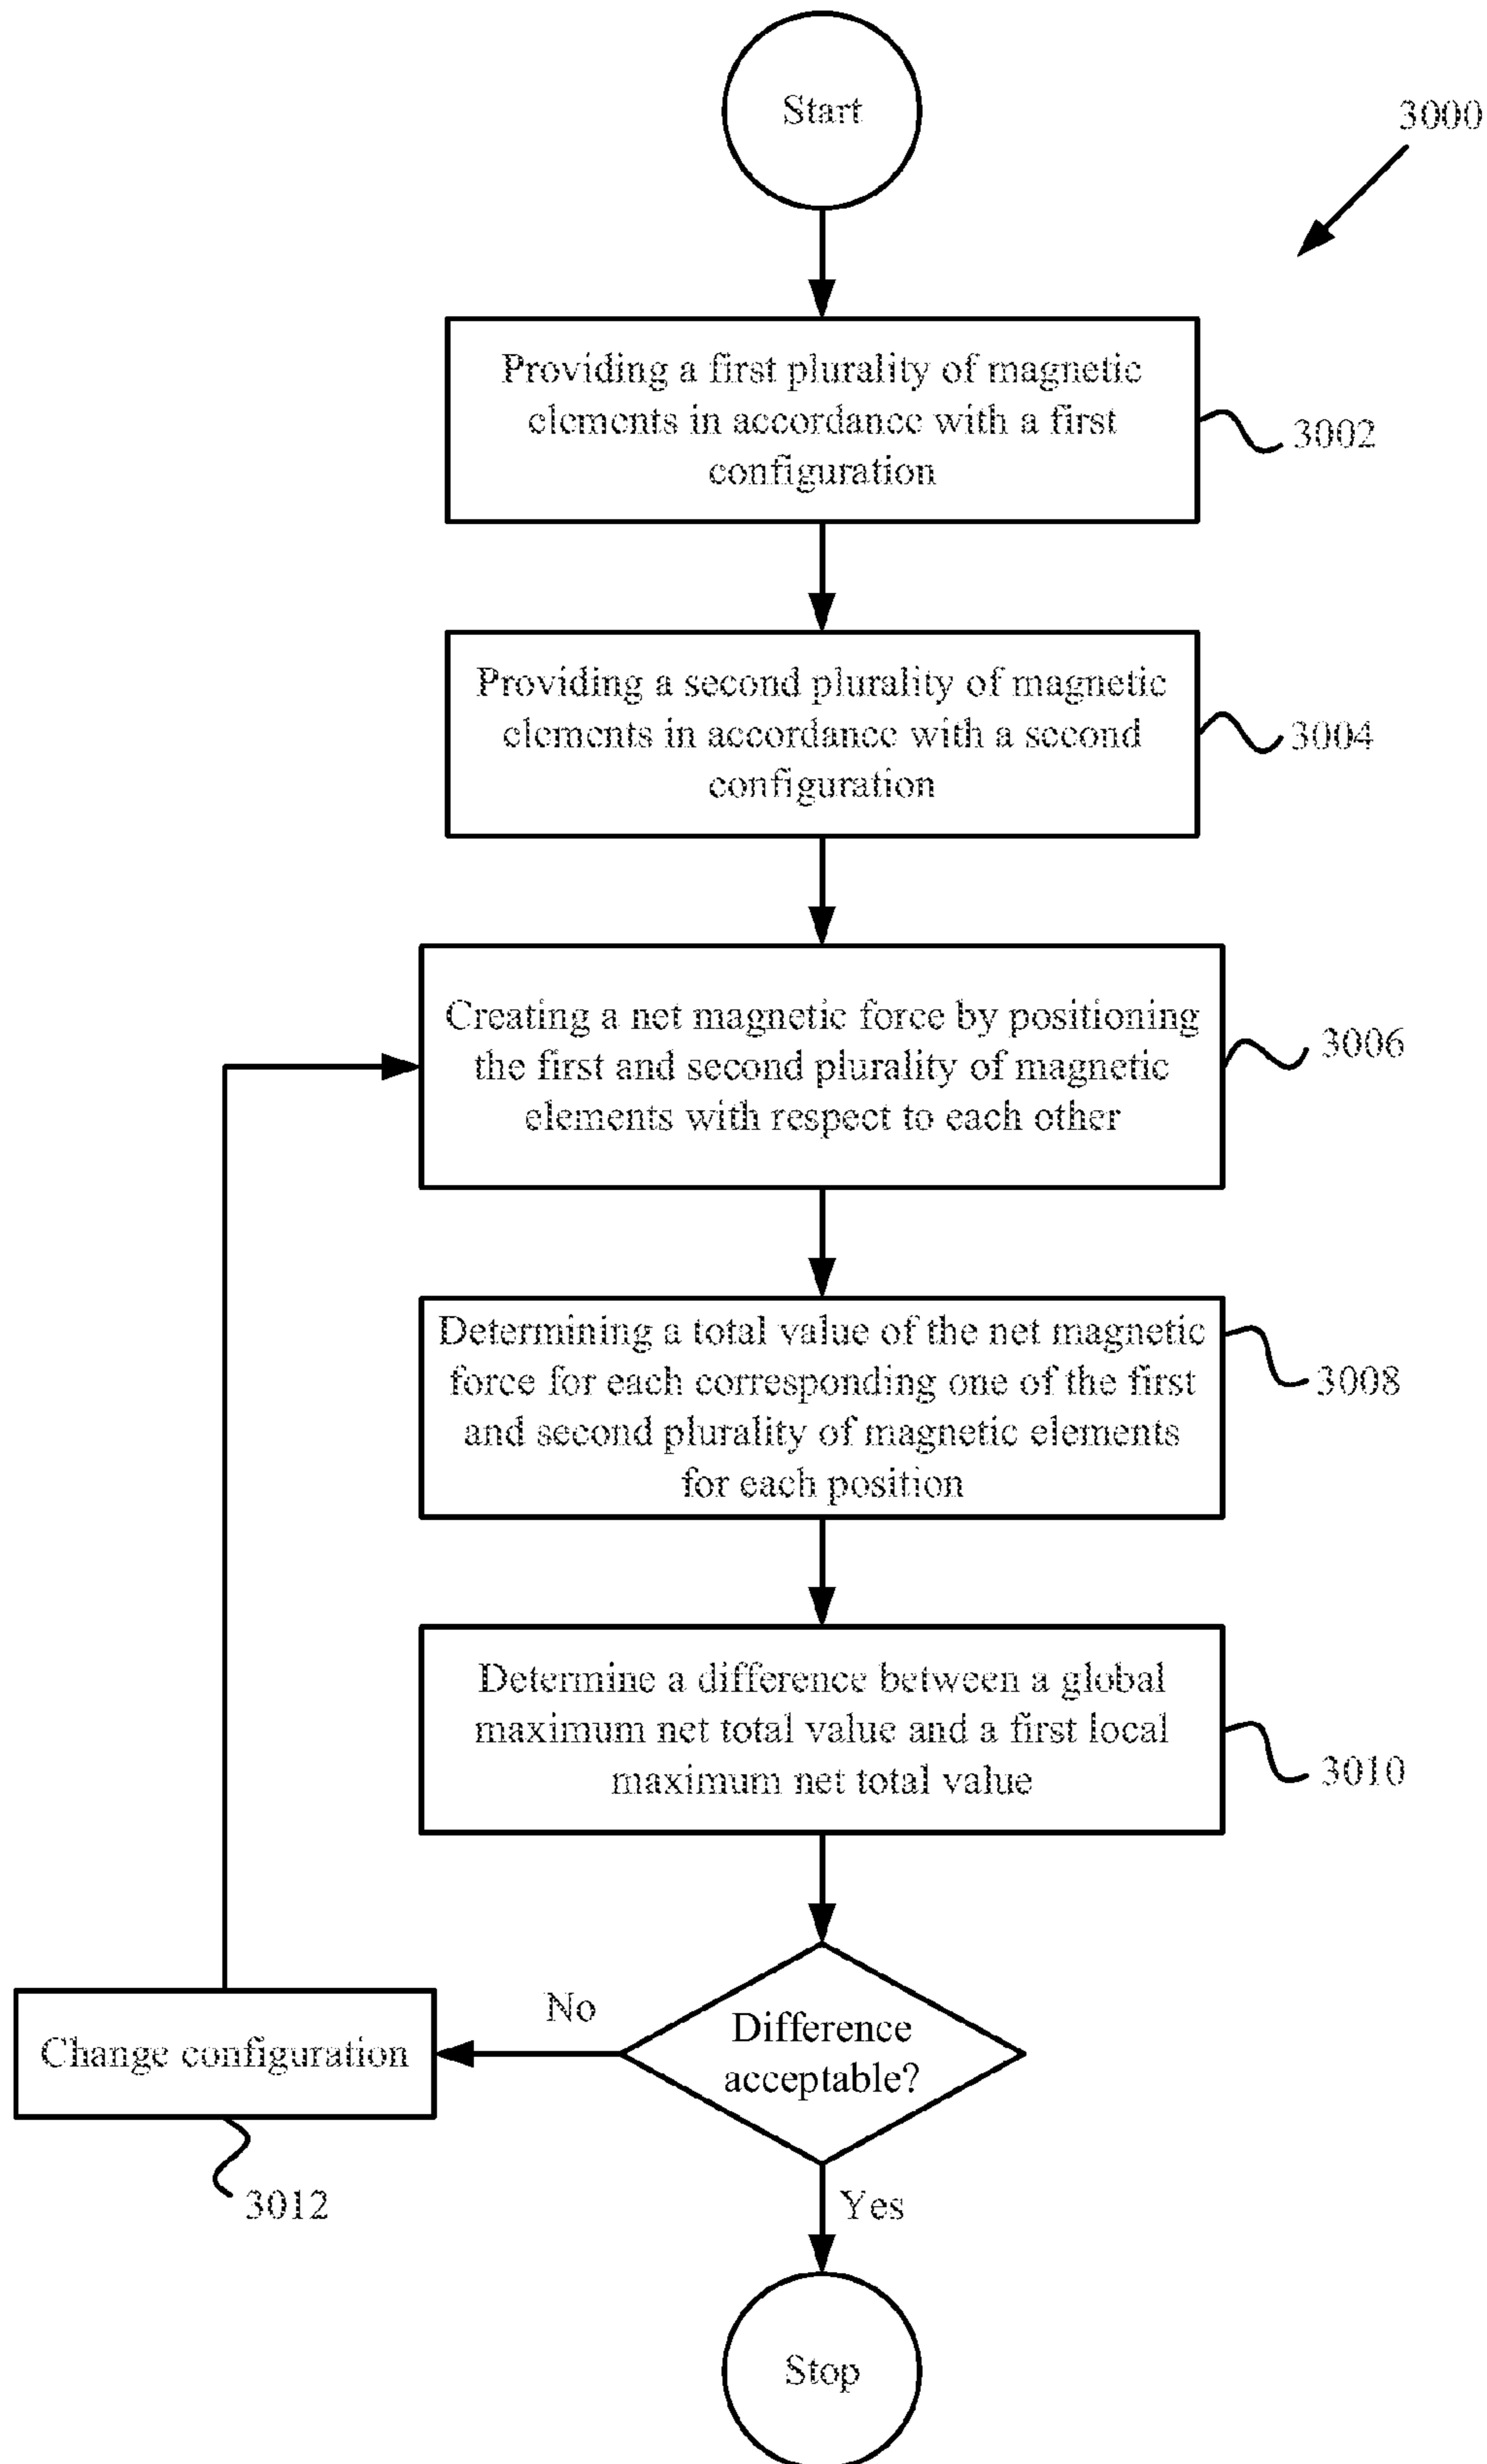 Start
3000
Providing a first plurality of magnetic
elements in accordance with a first
configuration
3002
Providing a second plurality of magnetic
elements in accordance with a second
configuration
3004
Creating a net magnetic force by positioning
the first and second plurality of magnetic
elements with respect to each other
3006
Determining a total value of the net magnetic
force for each corresponding one of the first
and second plurality of magnetic elements
for each position
3008
Determine a difference between a global
maximum net total value and a first local
maximum net total value
3010
Difference
acceptable?
No
Change configuration
3012
Yes
Stop